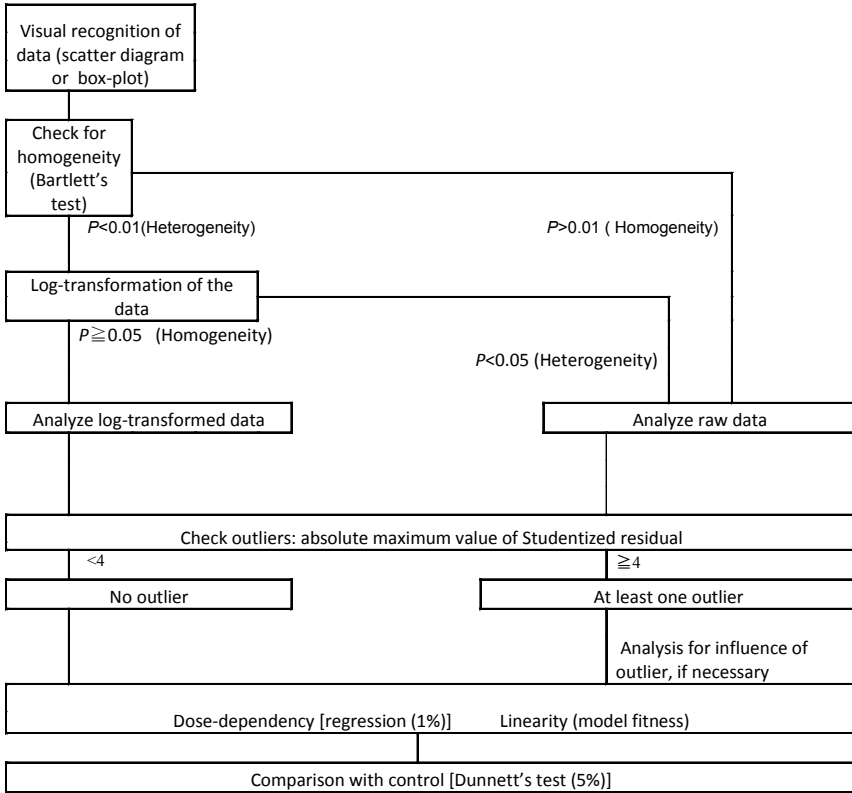 Visual recognition of
data (scatter diagram
or box-plot)
Check for
homogeneity
(Bartlett's
test)
P<0.01(Heterogeneity)
P>0.01 ( Homogeneity)
Log-transformation of the
data
P≧0.05 (Homogeneity)
P<0.05 (Heterogeneity)
Analyze log-transformed data
Analyze raw data
Check outliers: absolute maximum value of Studentized residual
<4
≧4
No outlier
At least one outlier
Analysis for influence of
outlier, if necessary
Dose-dependency [regression (1%)] Linearity (model fitness)
Comparison with control [Dunnett's test (5%)]